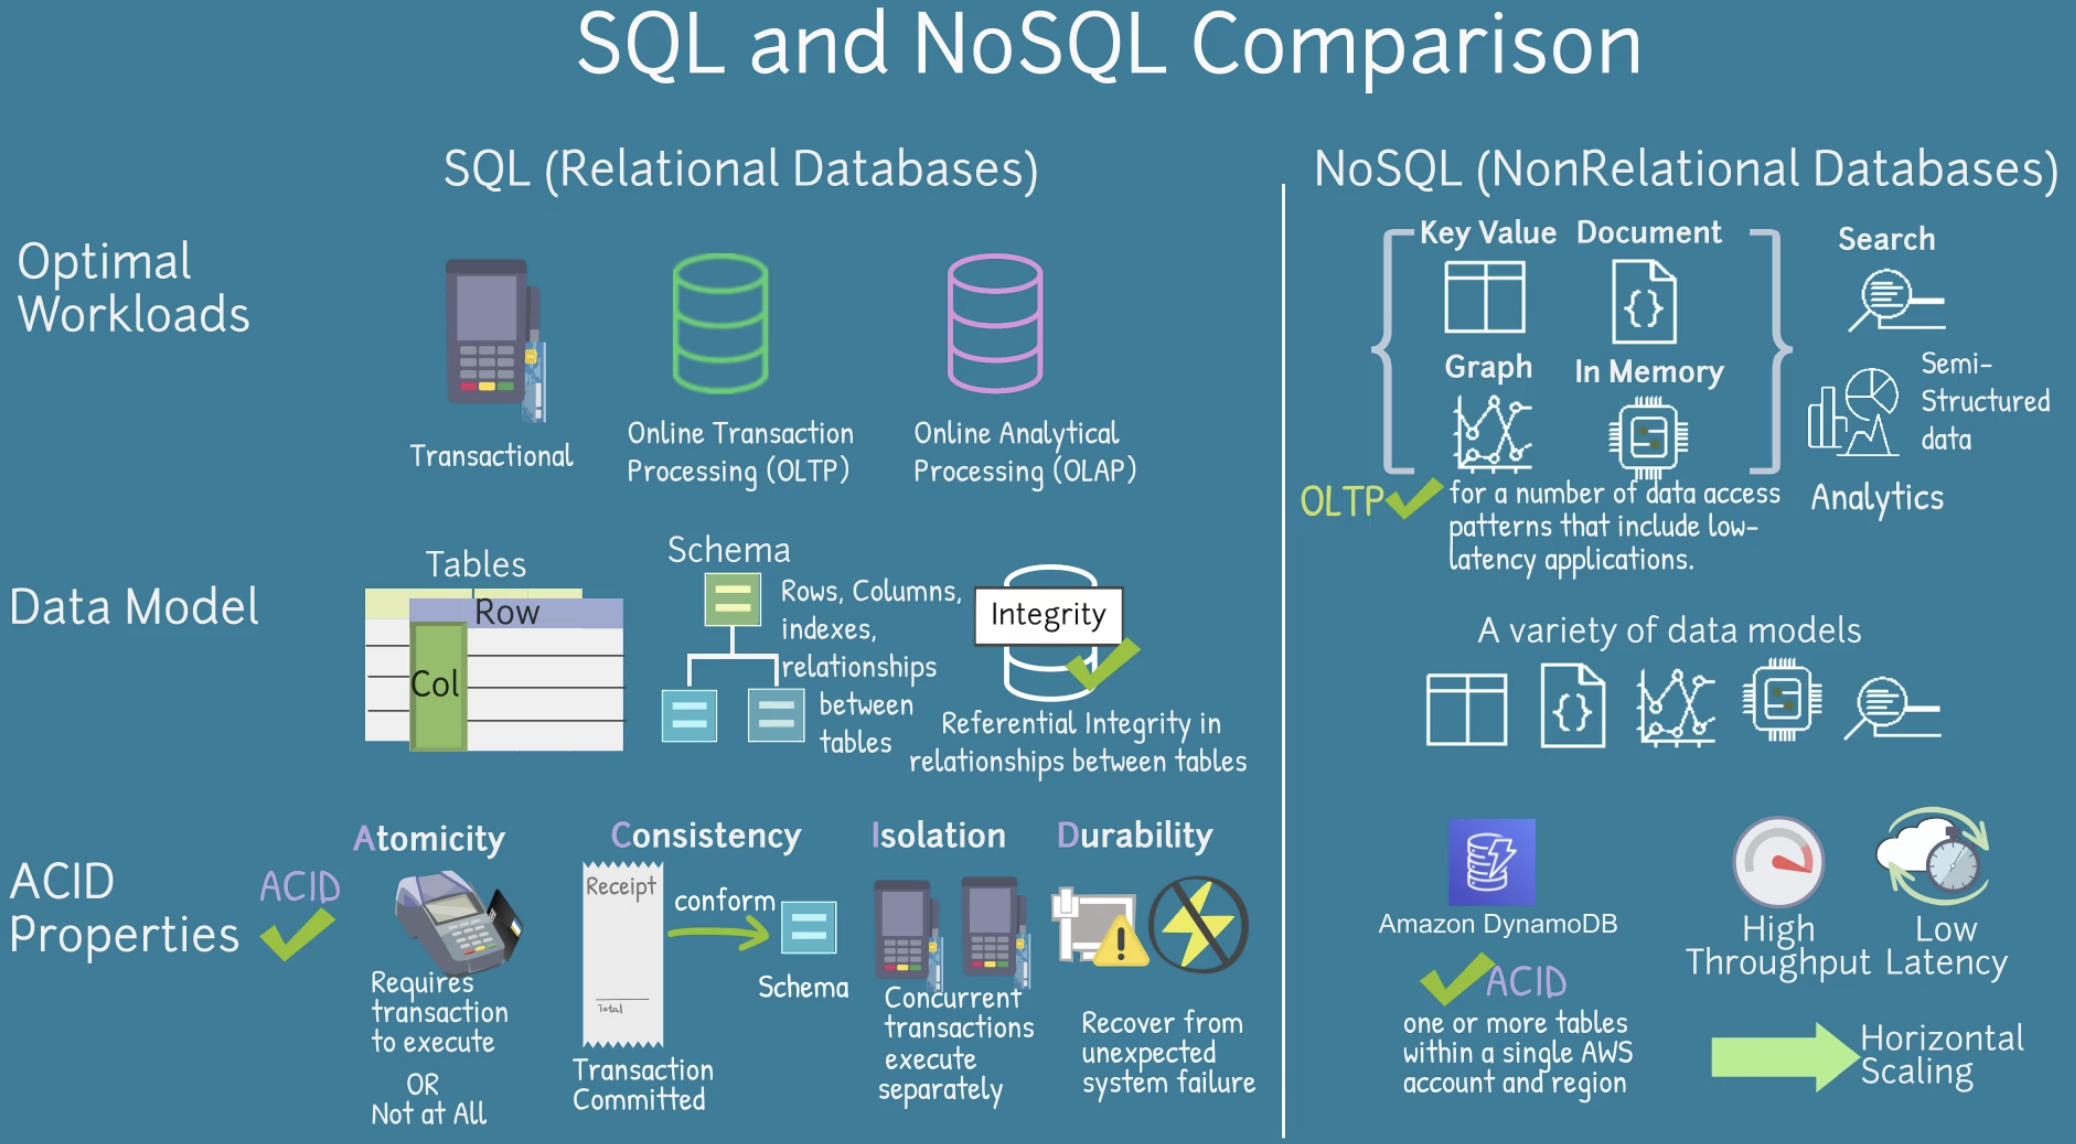 SQL and NoSQL Comparison
SQL (Relational Databases)
NoSQL (NonRelational Databases)
Optimal
Workloads
Transactional
Online Transaction
Processing (OLTP)
Online Analytical
Processing (OLAP)
Key Value
Document
Graph
In Memory
Search
Semi-
Structured
data
Analytics
OLTP
for a number of data access
patterns that include low-
latency applications.
Data Model
Tables
Row
Col
Schema
Rows, Columns,
indexes,
relationships
between
tables
Integrity
Referential Integrity in
relationships between tables
A variety of data models
ACID
Properties
ACID
Atomicity
Requires
transaction
to execute
OR
Not at All
Consistency
Receipt
Total
conform
Schema
Transaction
Committed
Isolation
Concurrent
transactions
execute
separately
Durability
Recover from
unexpected
system failure
Amazon DynamoDB
ACID
one or more tables
within a single AWS
account and region
High
Throughput
Low
Latency
Horizontal
Scaling